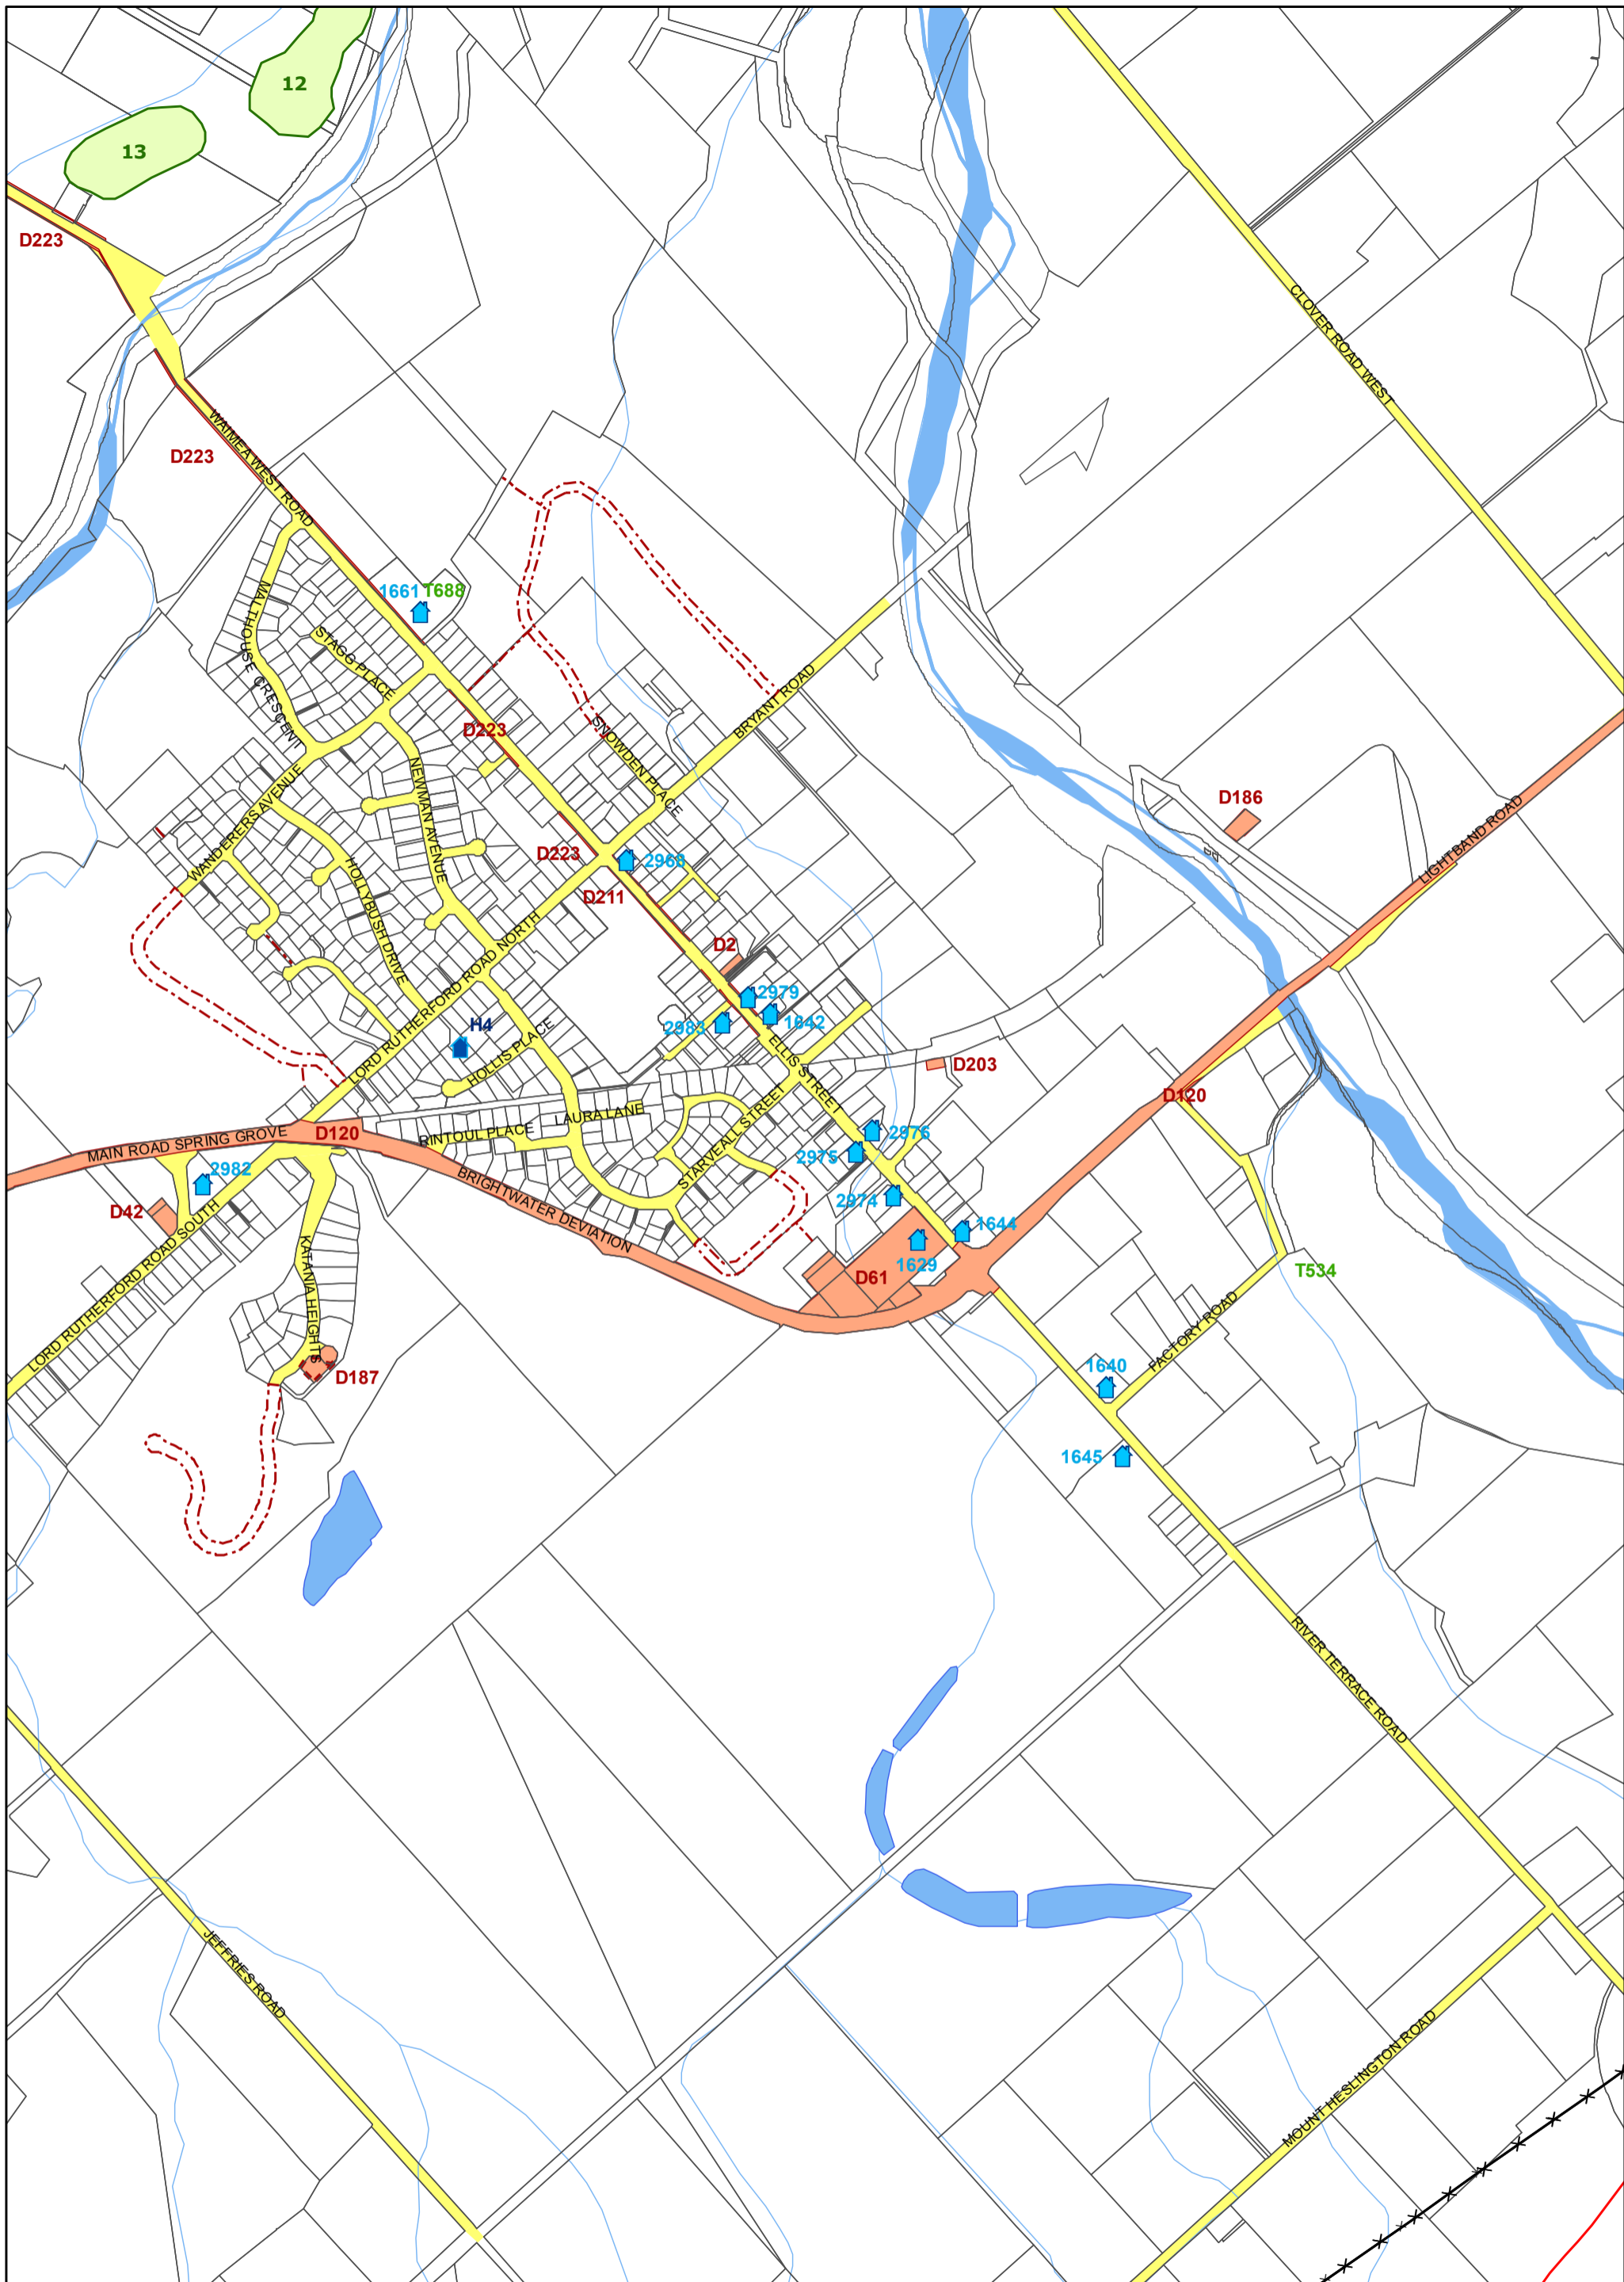 12
13
D223
CLOVER ROAD WEST
WAIMEA WEST ROAD
D223
1661 T688
MALTHOUSE CRESCENT
STAGG PLACE
D223
SNOWDEN PLACE
BRYANT ROAD
NEWMAN AVENUE
WANDERERS AVENUE
D186
LIGHTBAND ROAD
D223
2968
HOLLYBUSH DRIVE
D211
D2
LORD RUTHERFORD ROAD NORTH
2979
2983
1642
H4
HOLLIS PLACE
ELLIS STREET
D203
D120
LAURA LANE
RINTOUL PLACE
STARVEALL STREET
MAIN ROAD SPRING GROVE
D120
2976
2975
2982
BRIGHTWATER DEVIATION
2974
D42
LORD RUTHERFORD ROAD SOUTH
1644
1629
KATANIA HEIGHTS
D61
T534
FACTORY ROAD
1640
D187
1645
RIVER TERRACE ROAD
JEFFRIES ROAD
MOUNT HESLINGTON ROAD